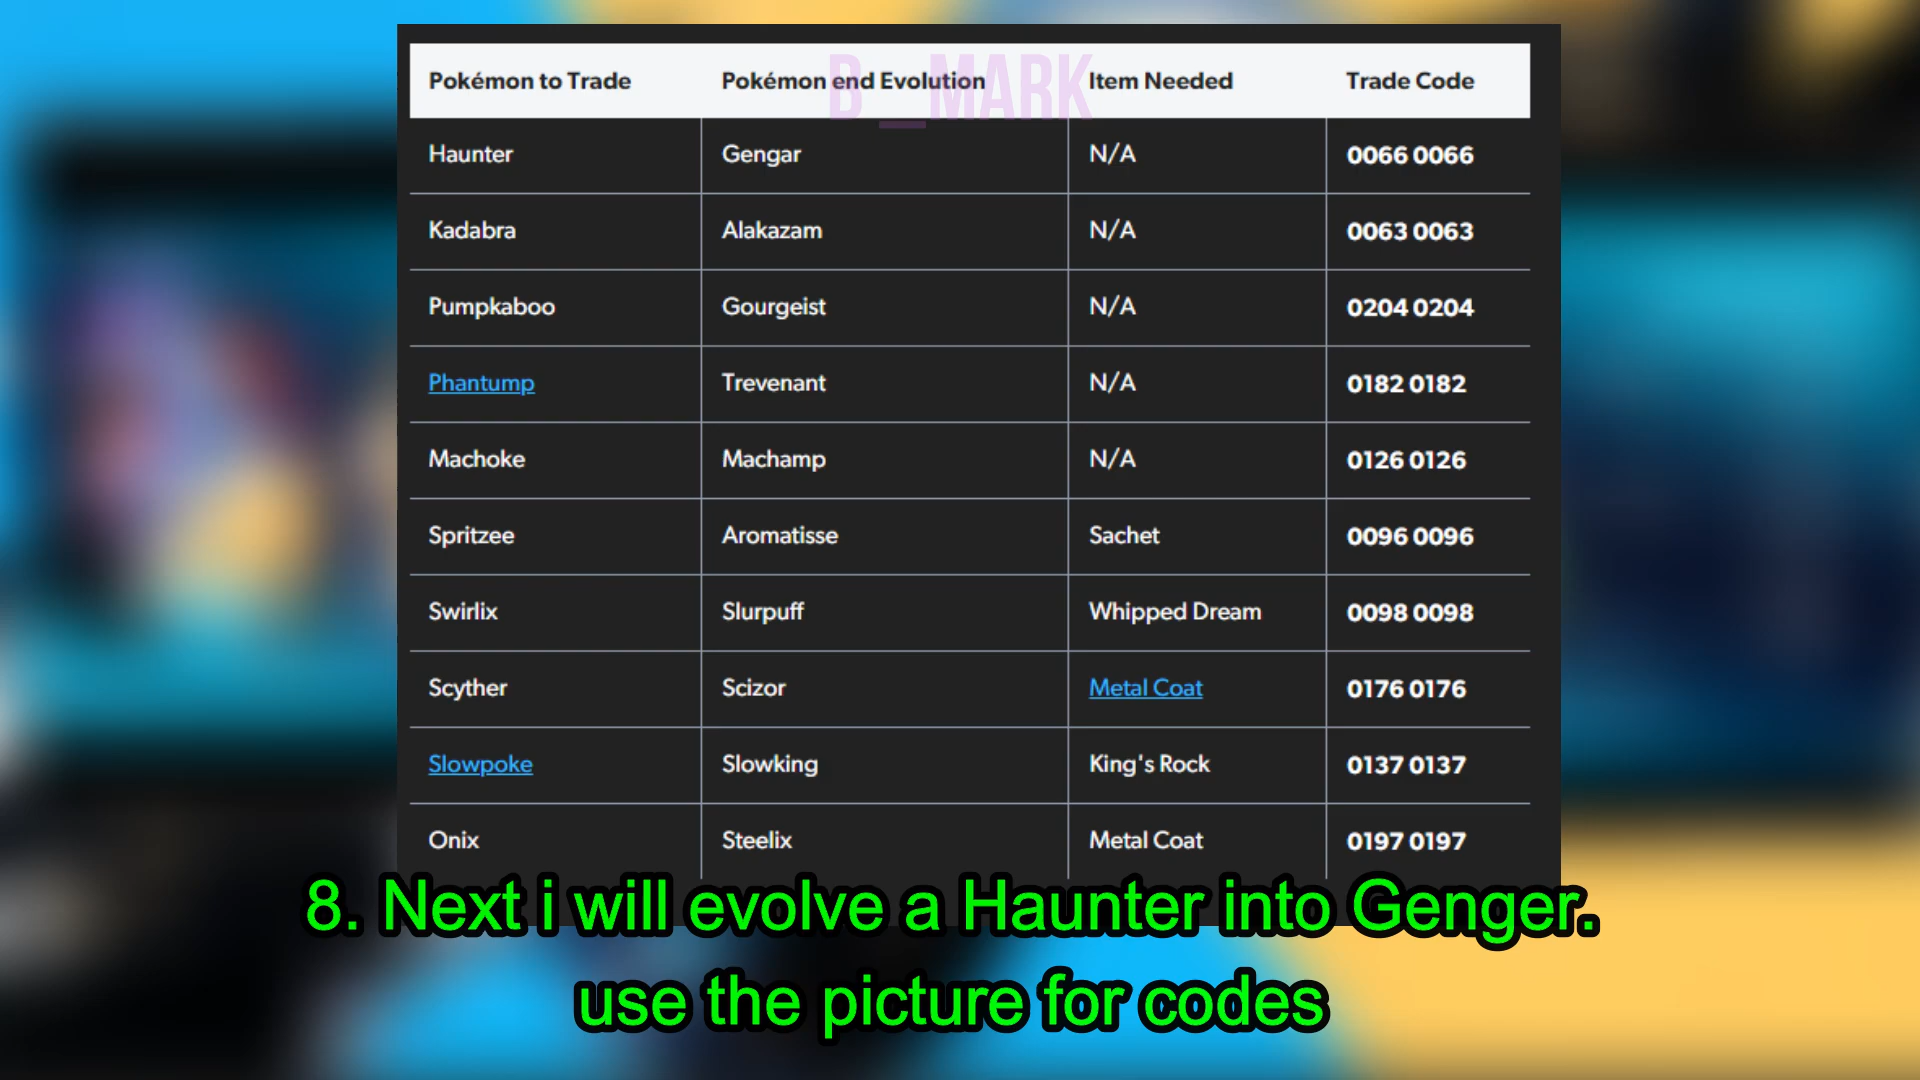 Pokémon to Trade Pokémon end Evolution Item Needed Trade Code
B_MARK
Haunter Gengar N/A 0066 0066
Kadabra Alakazam N/A 0063 0063
Pumpkaboo Gourgeist N/A 0204 0204
Phantump Trevenant N/A 0182 0182
Machoke Machamp N/A 0126 0126
Spritzee Aromatisse Sachet 0096 0096
Swirlix Slurpuff Whipped Dream 0098 0098
Scyther Scizor Metal Coat 0176 0176
Slowpoke Slowking King's Rock 0137 0137
Onix Steelix Metal Coat 0197 0197
8. Next i will evolve a Haunter into Genger.
use the picture for codes